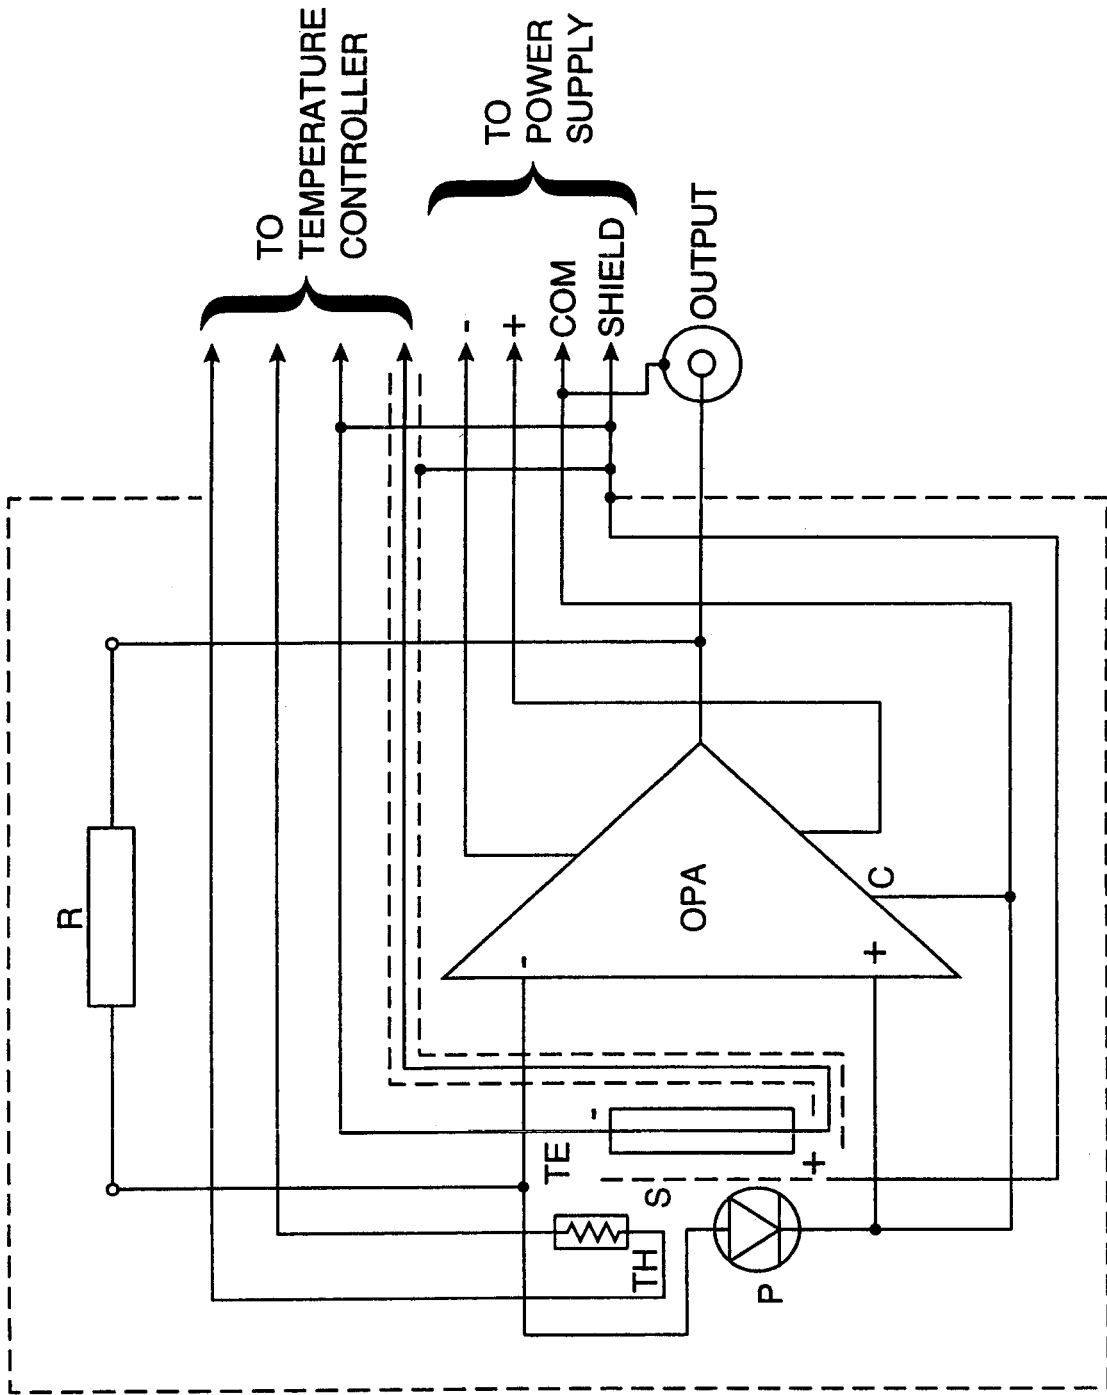 TO
TEMPERATURE
CONTROLLER
TO
POWER
SUPPLY
-
+
COM
SHIELD
OUTPUT
R
OPA
C
-
+
-
TE
+
S
TH
P